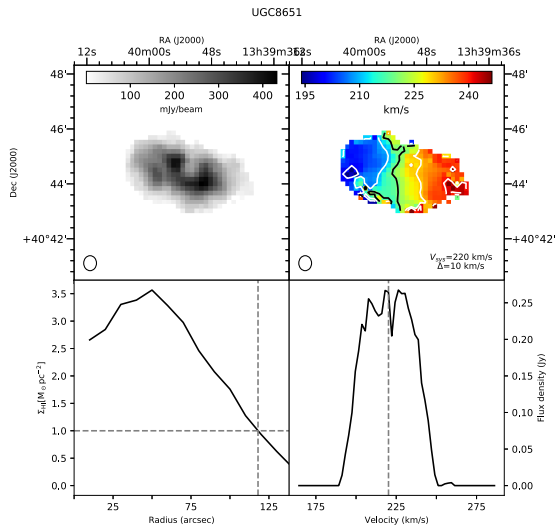 UGC8651
RA (J2000)
RA (J2000)
12s 40m00s 48s 13h39m36s
12s 40m00s 48s 13h39m36s
48'
46'
44'
+40°42'
Dec (J2000)
100 200 300 400
mJy/beam
195 210 225 240
km/s
48'
46'
44'
+40°42'
V_sys=220 km/s
Δ=10 km/s
3.5
3.0
2.5
2.0
1.5
1.0
0.5
0.0
Σ_HI[M_⊙pc⁻²]
25 75 125
Radius (arcsec)
0.25
0.20
0.15
0.10
0.05
0.00
Flux density (Jy)
175 225 275
Velocity (km/s)